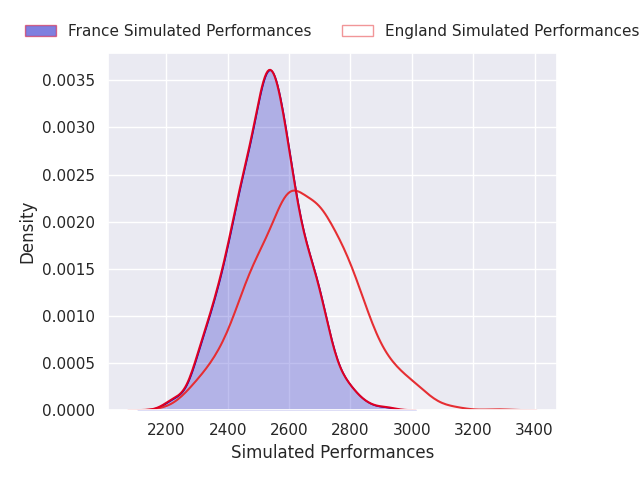 France Simulated Performances England Simulated Performances
0.0035
0.0030
0.0025
0.0020
0.0015
0.0010
0.0005
0.0000
Density
2200 2400 2600 2800 3000 3200 3400
Simulated Performances